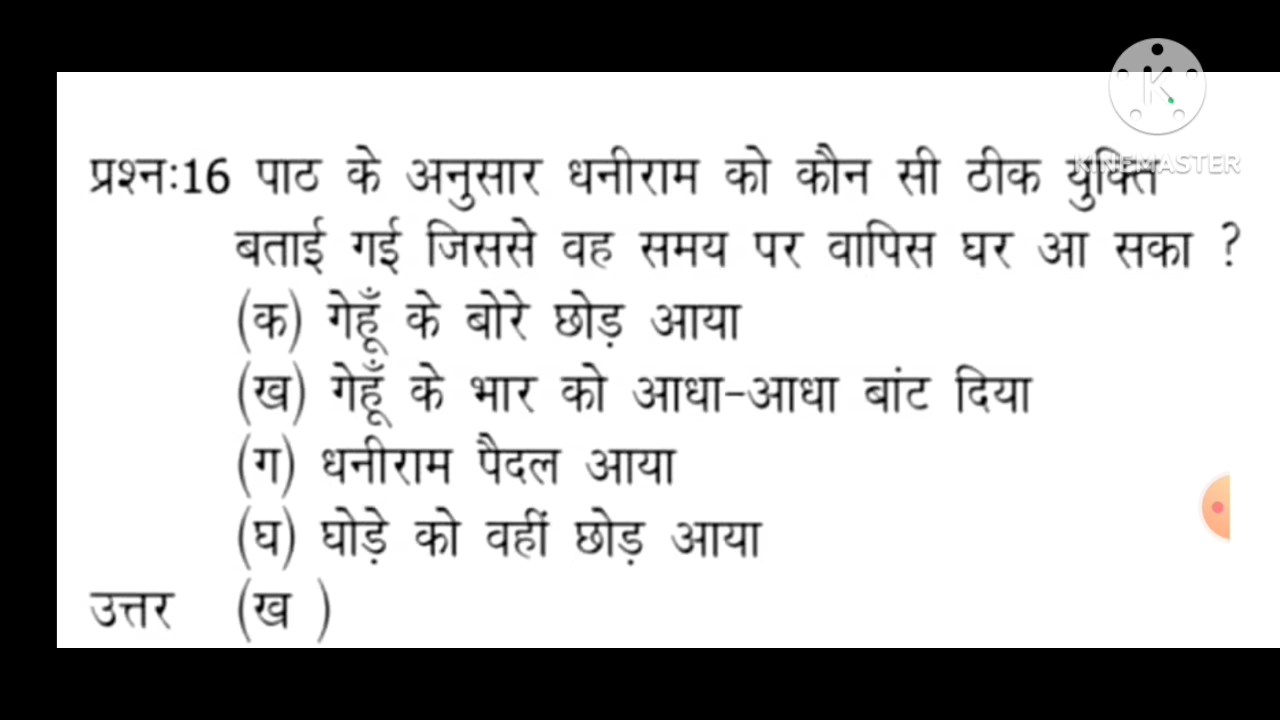 KINEMASTER
प्रश्न:16 पाठ के अनुसार धनीराम को कौन सी ठीक युक्ति
बताई गई जिससे वह समय पर वापिस घर आ सका ?
(क) गेहूँ के बोरे छोड़ आया
(ख) गेहूँ के भार को आधा-आधा बांट दिया
(ग) धनीराम पैदल आया
(घ) घोड़े को वहीं छोड़ आया
उत्तर (ख )